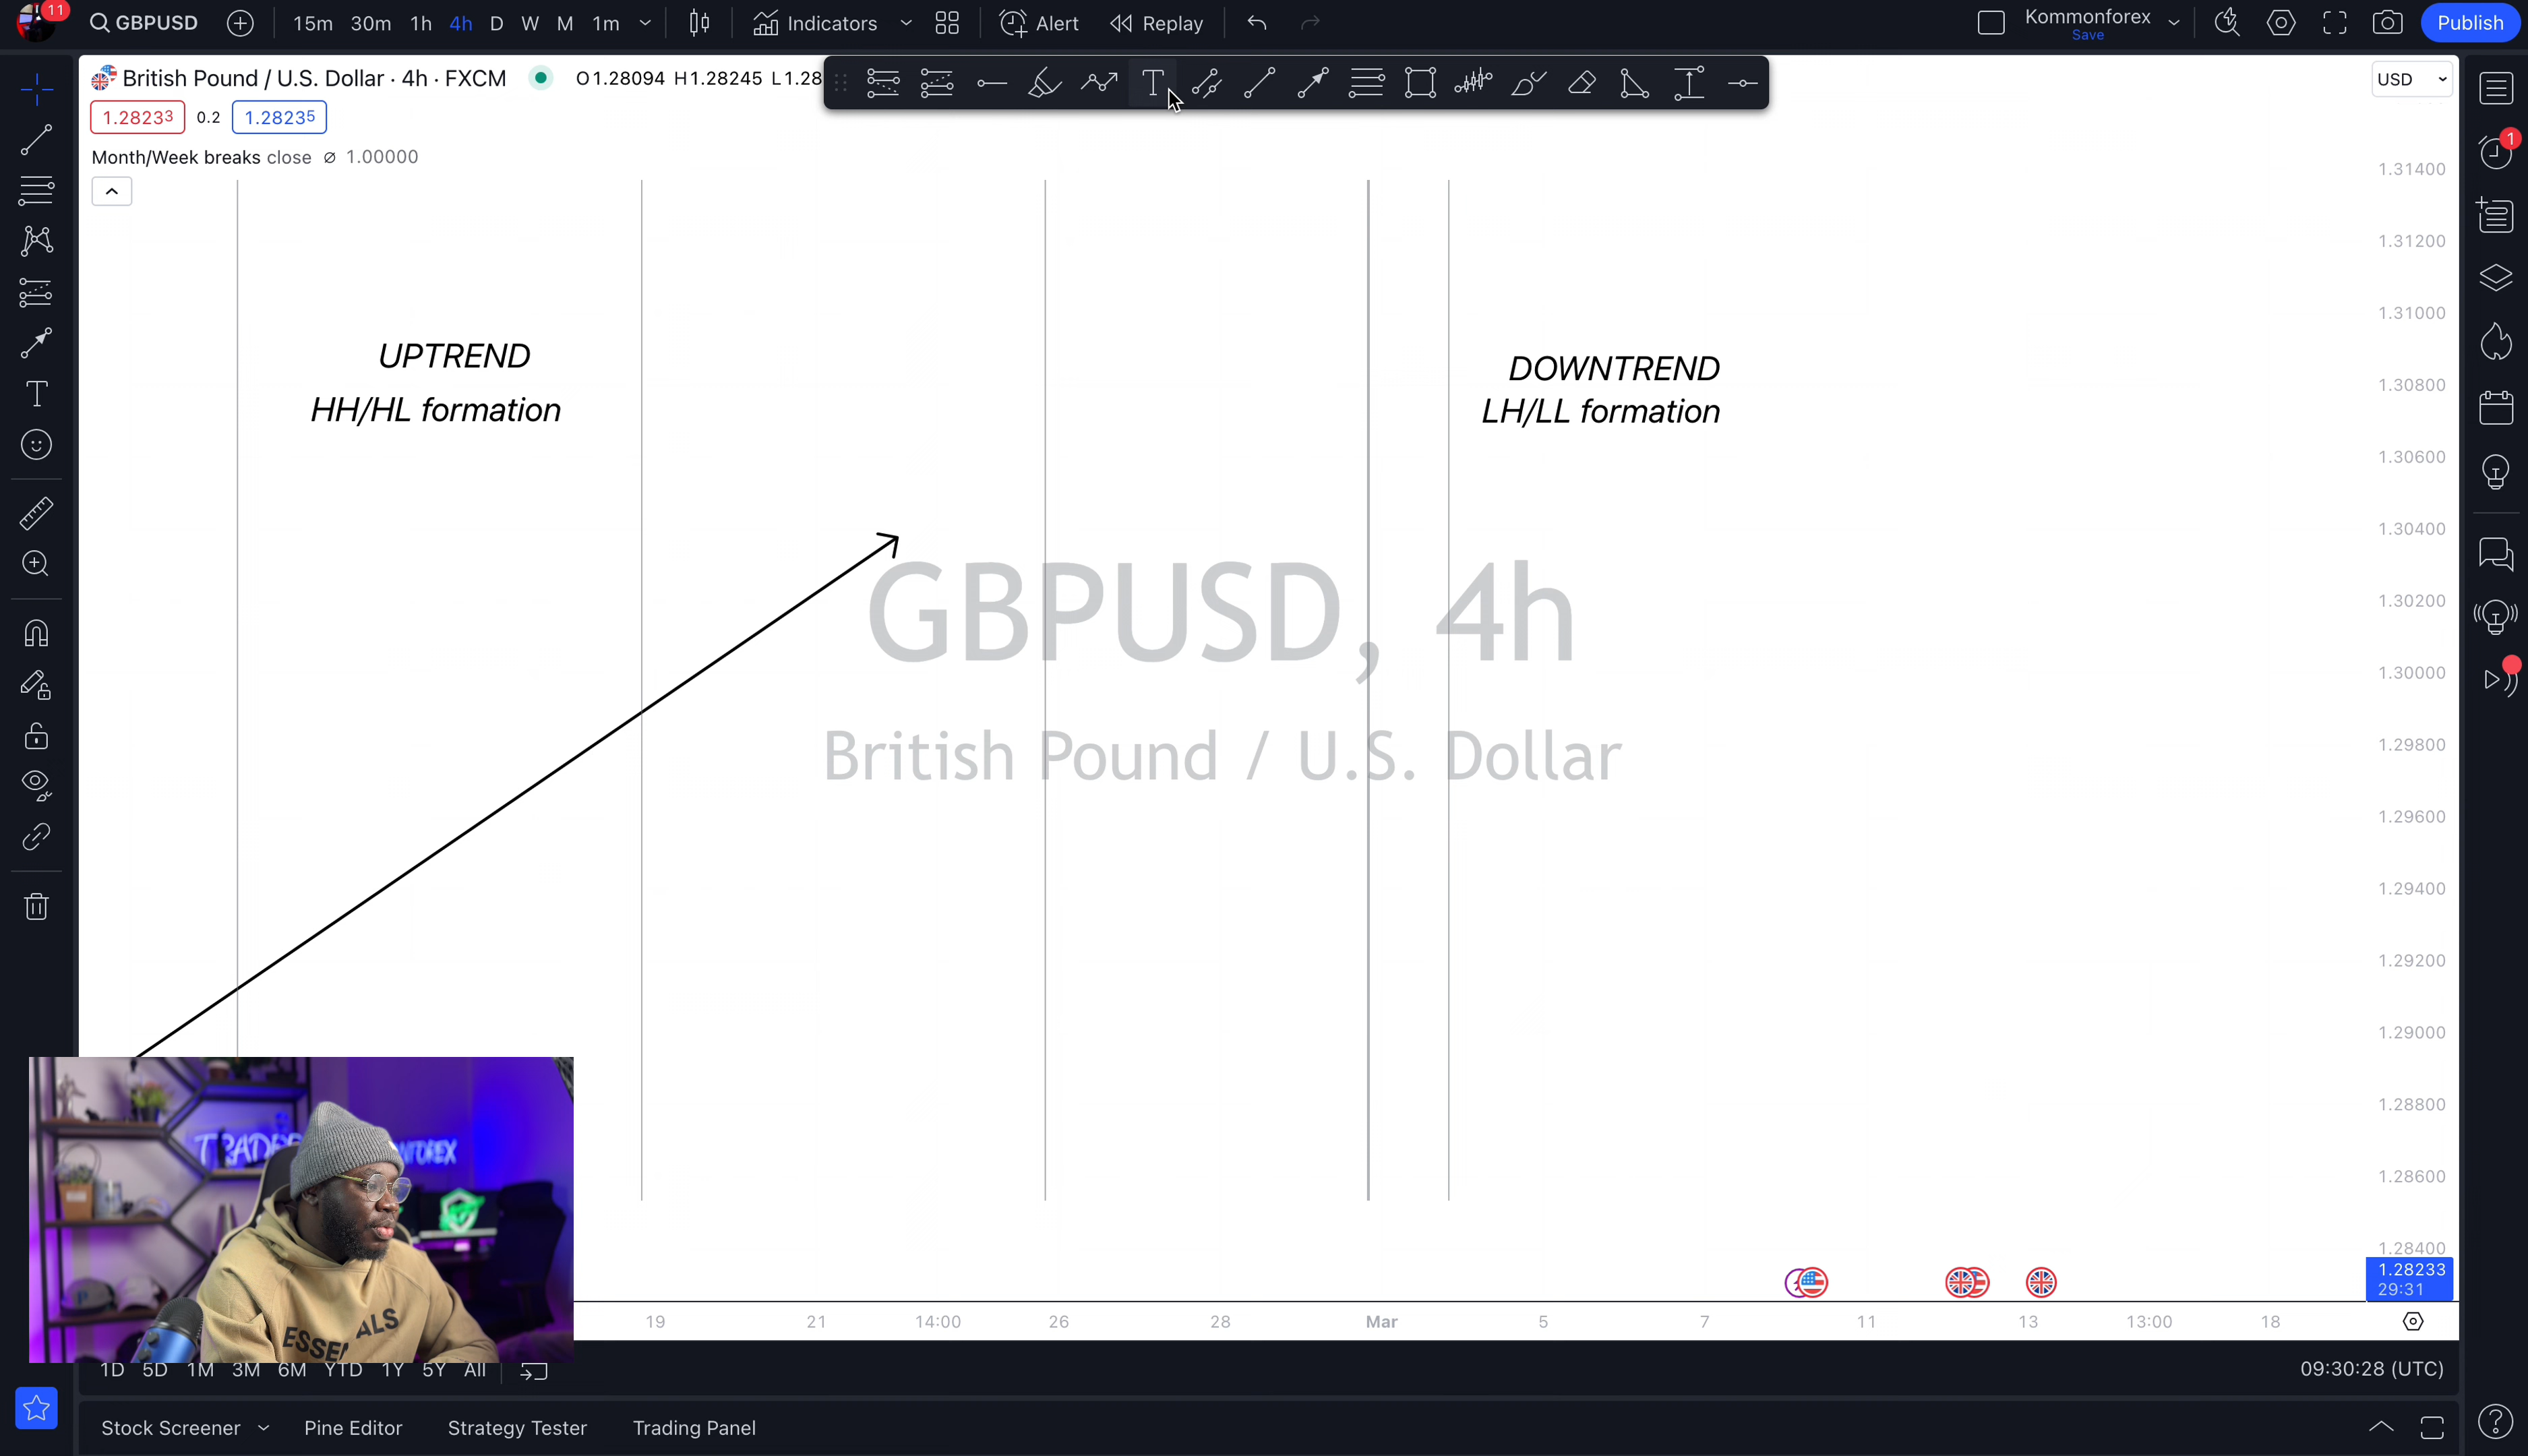 11
GBPUSD
15m 30m 1h 4h D W M 1m
Indicators
Alert
Replay
Kommonforex
Save
Publish
British Pound / U.S. Dollar · 4h · FXCM
O1.28094 H1.28245 L1.28
USD
1.28233 0.2 1.28235
Month/Week breaks close ⌀ 1.00000
1
1.31400
1.31200
1.31000
UPTREND
HH/HL formation
DOWNTREND
LH/LL formation
1.30800
1.30600
1.30400
GBPUSD, 4h
British Pound / U.S. Dollar
1.30200
1.30000
1.29800
1.29600
1.29400
1.29200
1.29000
1.28800
1.28600
1.28400
1.28233
29:31
19 21 14:00 26 28 Mar 5 7 11 13 13:00 18
1D 5D 1M 3M 6M YTD 1Y 5Y All
09:30:28 (UTC)
Stock Screener Pine Editor Strategy Tester Trading Panel